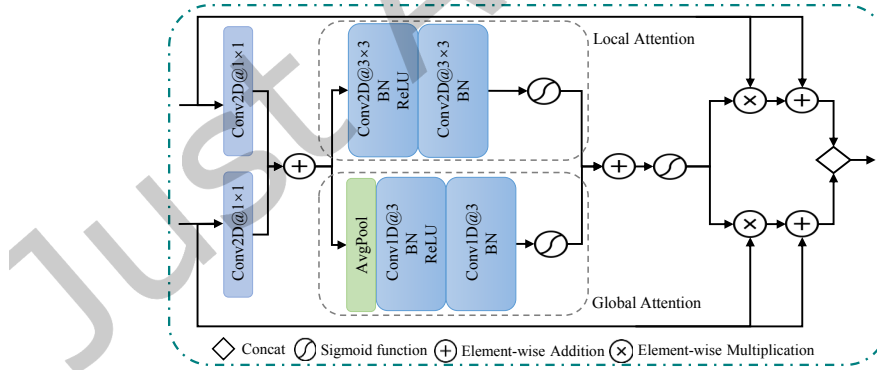 Just A
Local Attention
Conv2D@1×1
Conv2D@3×3
BN
ReLU
Conv2D@3×3
BN
Conv2D@1×1
AvgPool
Conv1D@3
BN
ReLU
Conv1D@3
BN
Global Attention
Concat
Sigmoid function
Element-wise Addition
Element-wise Multiplication